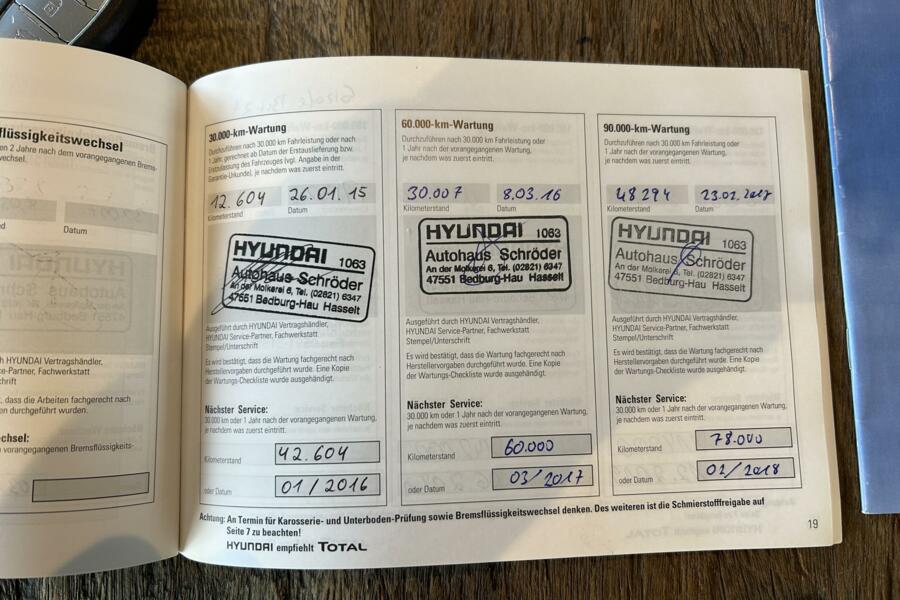 flüssigkeitswechsel
en 2 Jahre nach dem vorangegangenen Brems-
wechsel.
Datum
HYUNDAI Vertragshändler,
ce-Partner, Fachwerkstatt
dass die Arbeiten fachgerecht nach
en durchgeführt wurden.
echsel:
vorangegangenen Bremsflüssigkeits-
30.000-km-Wartung
Durchzuführen nach 30.000 km Fahrleistung oder nach
1 Jahr, gerechnet ab Datum der Erstauslieferung bzw.
Erstzulassung des Fahrzeuges (vgl. Angabe in der
Garantie-Urkunde), je nachdem was zuerst eintritt.
12.604 26.01.15
Kilometerstand Datum
HYUNDAI 1063
Autohaus Schröder
An der Molkerei 6, Tel. (02821) 6347
47551 Bedburg-Hau Hasselt
Ausgeführt durch HYUNDAI Vertragshändler,
HYUNDAI Service-Partner, Fachwerkstatt
Stempel/Unterschrift
Es wird bestätigt, dass die Wartung fachgerecht nach
Herstellervorgaben durchgeführt wurde. Eine Kopie
der Wartungs-Checkliste wurde ausgehändigt.
Nächster Service:
30.000 km oder 1 Jahr nach der vorangegangenen Wartung,
je nachdem was zuerst eintritt.
Kilometerstand 42.604
oder Datum 01/2016
60.000-km-Wartung
Durchzuführen nach 30.000 km Fahrleistung oder
1 Jahr nach der vorangegangenen Wartung,
je nachdem was zuerst eintritt.
30.007 8.03.16
Kilometerstand Datum
HYUNDAI 1063
Autohaus Schröder
An der Molkerei 6, Tel. (02821) 6347
47551 Bedburg-Hau Hasselt
Ausgeführt durch HYUNDAI Vertragshändler,
HYUNDAI Service-Partner, Fachwerkstatt
Stempel/Unterschrift
Es wird bestätigt, dass die Wartung fachgerecht nach
Herstellervorgaben durchgeführt wurde. Eine Kopie
der Wartungs-Checkliste wurde ausgehändigt.
Nächster Service:
30.000 km oder 1 Jahr nach der vorangegangenen Wartung,
je nachdem was zuerst eintritt.
Kilometerstand 60.000
oder Datum 03/2017
90.000-km-Wartung
Durchzuführen nach 30.000 km Fahrleistung oder
1 Jahr nach der vorangegangenen Wartung,
je nachdem was zuerst eintritt.
48294 23.02.2017
Kilometerstand Datum
HYUNDAI 1063
Autohaus Schröder
An der Molkerei 6, Tel. (02821) 6347
47551 Bedburg-Hau Hasselt
Ausgeführt durch HYUNDAI Vertragshändler,
HYUNDAI Service-Partner, Fachwerkstatt
Stempel/Unterschrift
Es wird bestätigt, dass die Wartung fachgerecht nach
Herstellervorgaben durchgeführt wurde. Eine Kopie
der Wartungs-Checkliste wurde ausgehändigt.
Nächster Service:
30.000 km oder 1 Jahr nach der vorangegangenen Wartung,
je nachdem was zuerst eintritt.
Kilometerstand 78.000
oder Datum 02/2018
Achtung: An Termin für Karosserie- und Unterboden-Prüfung sowie Bremsflüssigkeitswechsel denken. Des weiteren ist die Schmierstofffreigabe auf
Seite 7 zu beachten!
HYUNDAI empfiehlt TOTAL
19